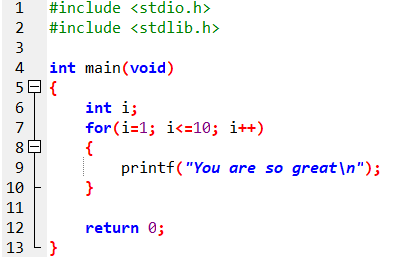 1 #include <stdio.h>
2 #include <stdlib.h>
3
4 int main(void)
5 {
6     int i;
7     for(i=1; i<=10; i++)
8     {
9         printf("You are so great\n");
10     }
11
12     return 0;
13 }